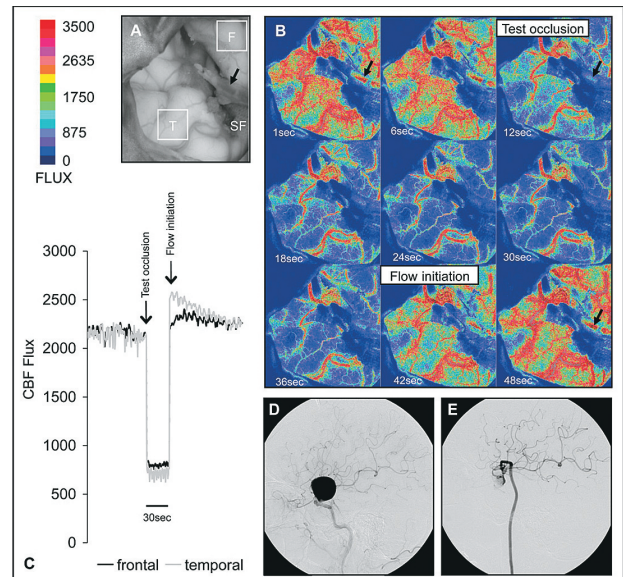 3500
2635
1750
875
0
FLUX
A
F
T
SF
B
Test occlusion
1sec
6sec
12sec
18sec
24sec
30sec
Flow initiation
36sec
42sec
48sec
3000
2500
2200
1500
1000
500
0
CBF Flux
Test occlusion
Flow initiation
30sec
C
frontal
temporal
D
E